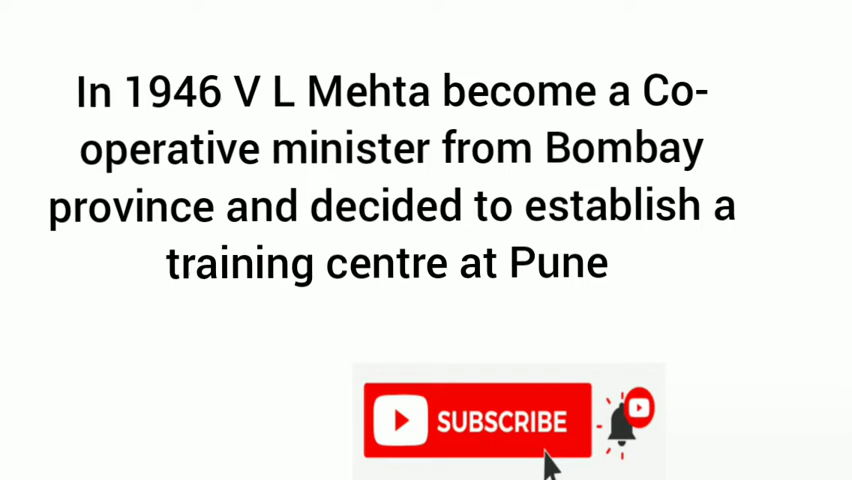 In 1946 V L Mehta become a Co-
operative minister from Bombay
province and decided to establish a
training centre at Pune
SUBSCRIBE